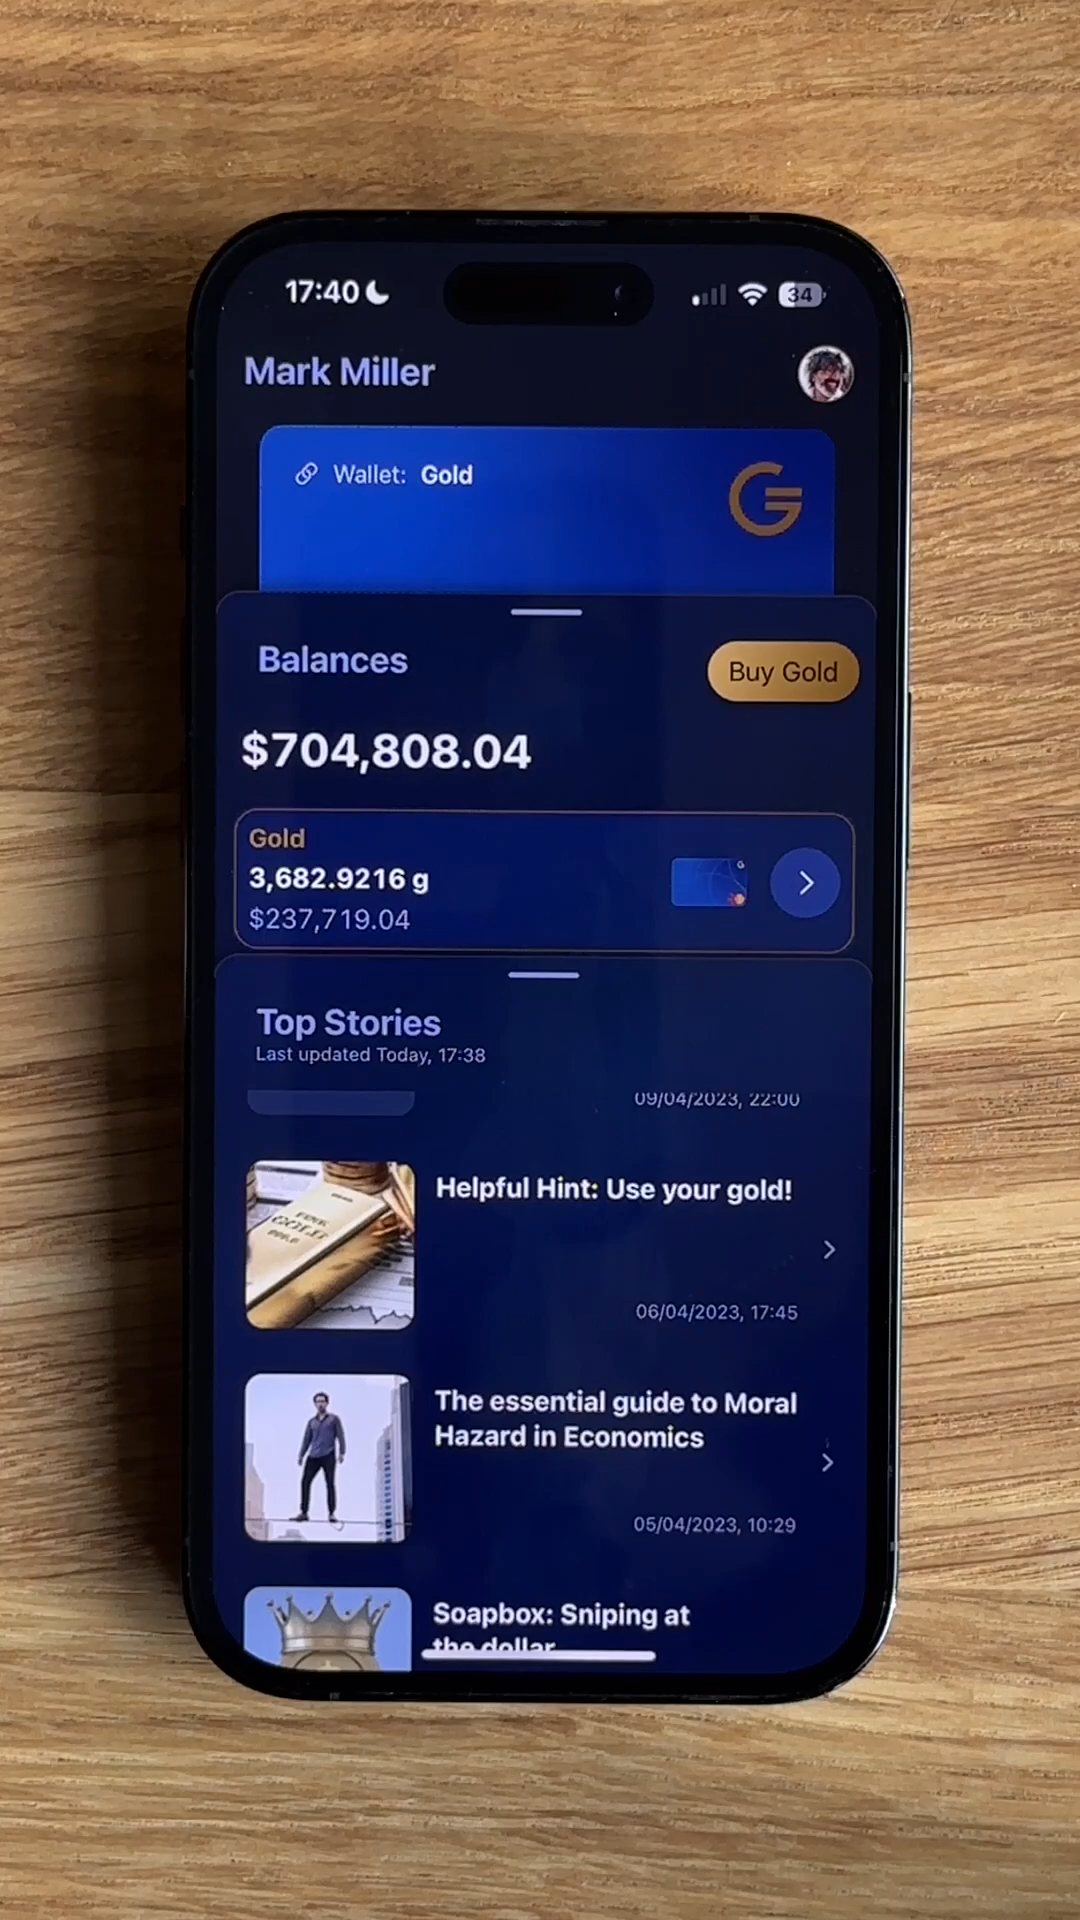 17:40
34
Mark Miller
Wallet: Gold
G
Balances
Buy Gold
$704,808.04
Gold
3,682.9216 g
$237,719.04
Top Stories
Last updated Today, 17:38
09/04/2023, 22:00
Helpful Hint: Use your gold!
FINE
GOLD
06/04/2023, 17:45
The essential guide to Moral
Hazard in Economics
05/04/2023, 10:29
Soapbox: Sniping at
the dollar